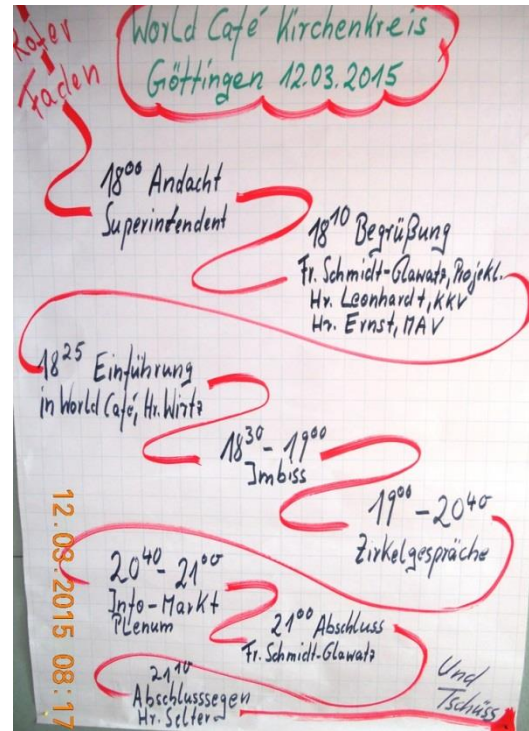 Roter
Faden
World Café Kirchenkreis
Göttingen 12.03.2015
18⁰⁰ Andacht
Superintendent
18¹⁰ Begrüßung
Fr. Schmidt-Glawatz, Projekl.
Hr. Leonhardt, KKV
Hr. Ernst, MAV
18²⁵ Einführung
in World Café, Hr. Wirtz
18³⁰ - 19⁰⁰
Imbiss
19⁰⁰ - 20⁴⁰
Zirkelgespräche
20⁴⁰ - 21⁰⁰
Info-Markt
Plenum
21⁰⁰ Abschluss
Fr. Schmidt-Glawatz
21¹⁰
Abschlusssegen
Hr. Selter
Und
Tschüss
12.03.2015 08:17